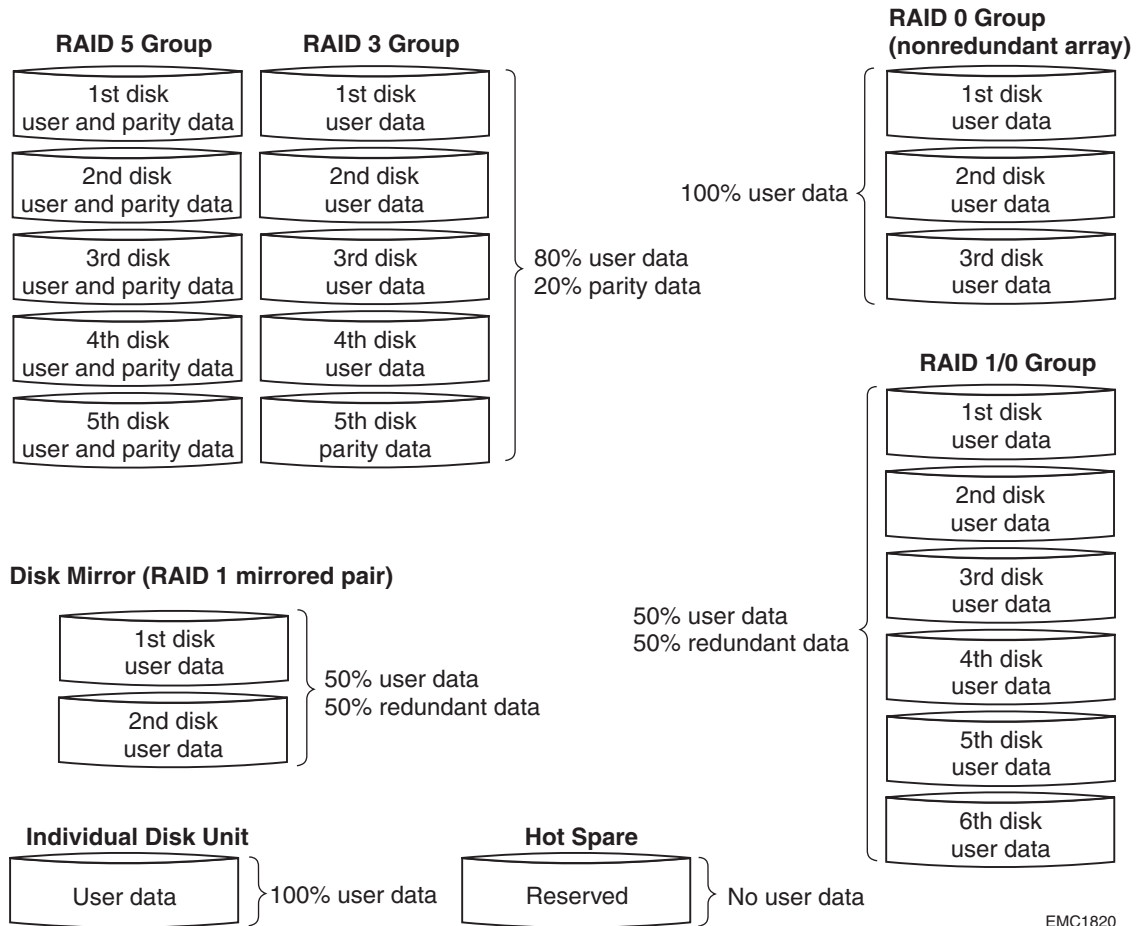 RAID 5 Group
1st disk
user and parity data
2nd disk
user and parity data
3rd disk
user and parity data
4th disk
user and parity data
5th disk
user and parity data
RAID 3 Group
1st disk
user data
2nd disk
user data
3rd disk
user data
4th disk
user data
5th disk
parity data
80% user data
20% parity data
RAID 0 Group
(nonredundant array)
1st disk
user data
2nd disk
user data
3rd disk
user data
100% user data
RAID 1/0 Group
1st disk
user data
2nd disk
user data
3rd disk
user data
4th disk
user data
5th disk
user data
6th disk
user data
50% user data
50% redundant data
Disk Mirror (RAID 1 mirrored pair)
1st disk
user data
2nd disk
user data
50% user data
50% redundant data
Individual Disk Unit
User data
100% user data
Hot Spare
Reserved
No user data
EMC1820